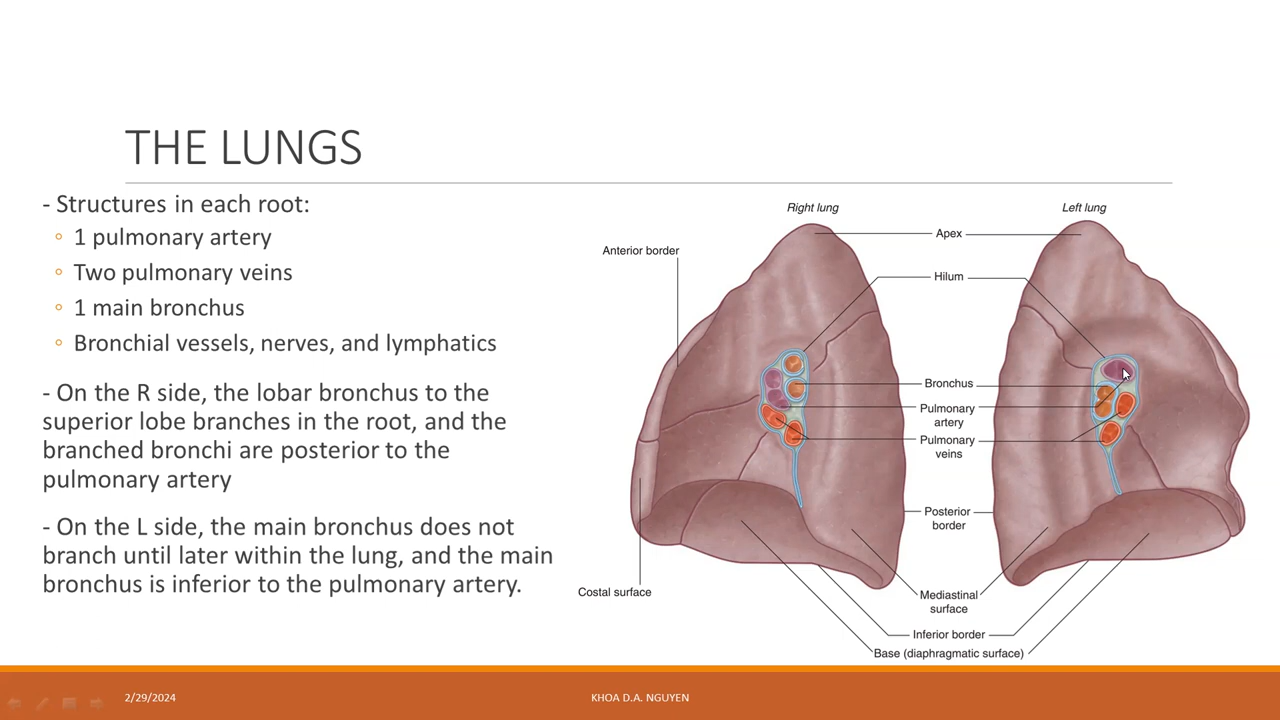 THE LUNGS
- Structures in each root:
◦ 1 pulmonary artery
◦ Two pulmonary veins
◦ 1 main bronchus
◦ Bronchial vessels, nerves, and lymphatics
- On the R side, the lobar bronchus to the
superior lobe branches in the root, and the
branched bronchi are posterior to the
pulmonary artery
- On the L side, the main bronchus does not
branch until later within the lung, and the main
bronchus is inferior to the pulmonary artery.
Right lung
Left lung
Apex
Anterior border
Hilum
Bronchus
Pulmonary
artery
Pulmonary
veins
Posterior
border
Costal surface
Mediastinal
surface
Inferior border
Base (diaphragmatic surface)
2/29/2024
KHOA D.A. NGUYEN